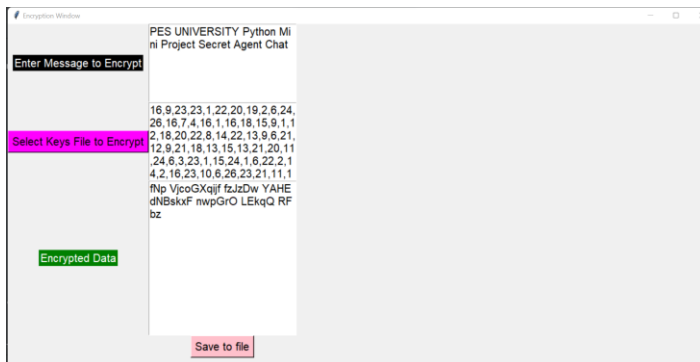 Encryption Window
Enter Message to Encrypt
PES UNIVERSITY Python Mi
ni Project Secret Agent Chat
Select Keys File to Encrypt
16,9,23,23,1,22,20,19,2,6,24,
26,16,7,4,16,1,16,18,15,9,1,1
2,18,20,22,8,14,22,13,9,6,21,
12,9,21,18,13,15,13,21,20,11
,24,6,3,23,1,15,24,1,6,22,2,1
4,2,16,23,10,6,26,23,21,11,1
Encrypted Data
fNp VjcoGXqijf fzJzDw YAHE
dNBskxF nwpGrO LEkqQ RF
bz
Save to file